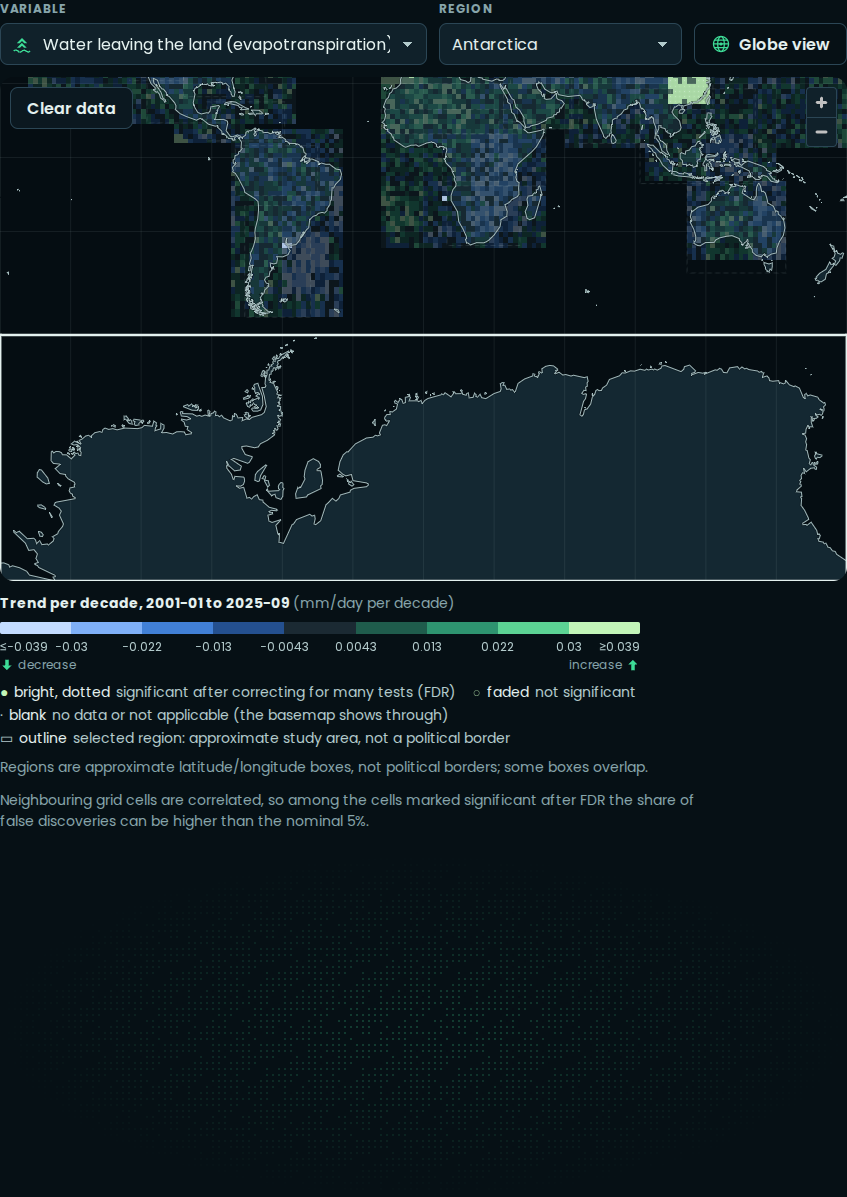 VARIABLE REGION
Water leaving the land (evapotranspiration) Antarctica Globe view
Clear data
Trend per decade, 2001-01 to 2025-09 (mm/day per decade)
≤-0.039 -0.03 -0.022 -0.013 -0.0043 0.0043 0.013 0.022 0.03 ≥0.039
decrease increase
bright, dotted significant after correcting for many tests (FDR) faded not significant
blank no data or not applicable (the basemap shows through)
outline selected region: approximate study area, not a political border
Regions are approximate latitude/longitude boxes, not political borders; some boxes overlap.
Neighbouring grid cells are correlated, so among the cells marked significant after FDR the share of
false discoveries can be higher than the nominal 5%.